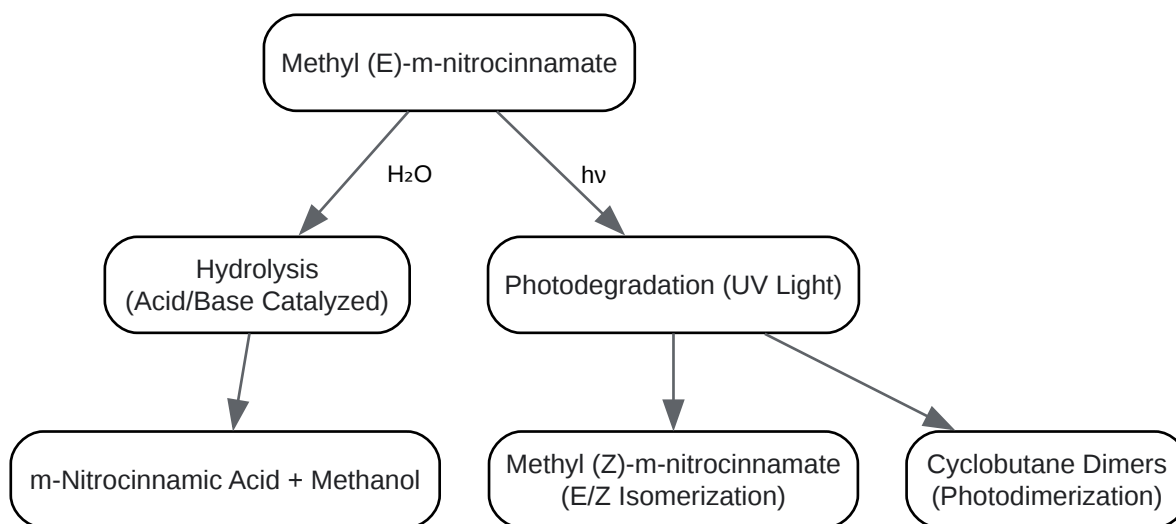 Methyl (E)-m-nitrocinnamate
H₂O
hν
Hydrolysis
(Acid/Base Catalyzed)
Photodegradation (UV Light)
m-Nitrocinnamic Acid + Methanol
Methyl (Z)-m-nitrocinnamate
(E/Z Isomerization)
Cyclobutane Dimers
(Photodimerization)